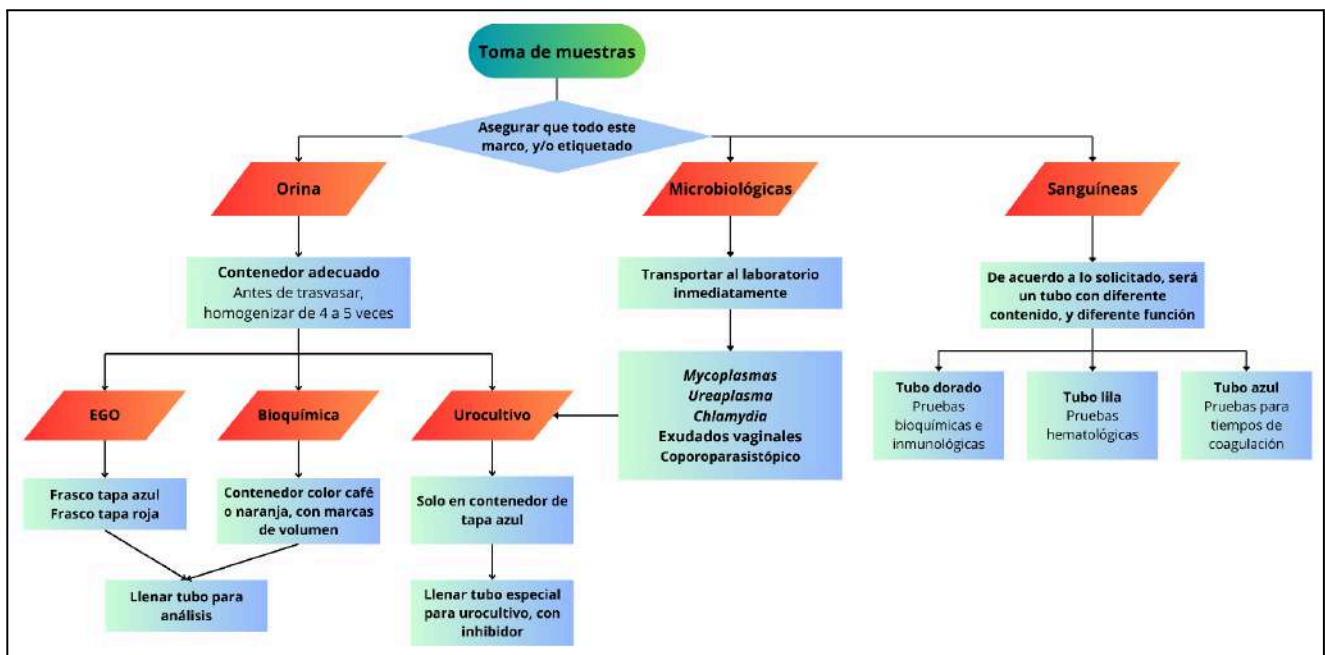 Toma de muestras
Asegurar que todo este
marco, y/o etiquetado
Orina
Microbiológicas
Sanguíneas
Contenedor adecuado
Antes de trasvasar,
homogenizar de 4 a 5 veces
Transportar al laboratorio
inmediatamente
De acuerdo a lo solicitado, será
un tubo con diferente
contenido, y diferente función
EGO
Bioquímica
Urocultivo
Mycoplasmas
Ureaplasma
Chlamydia
Exudados vaginales
Coporoparasistópico
Tubo dorado
Pruebas
bioquímicas e
inmunológicas
Tubo lila
Pruebas
hematológicas
Tubo azul
Pruebas para
tiempos de
coagulación
Frasco tapa azul
Frasco tapa roja
Contenedor color café
o naranja, con marcas
de volumen
Solo en contenedor de
tapa azul
Llenar tubo para
análisis
Llenar tubo especial
para urocultivo, con
inhibidor